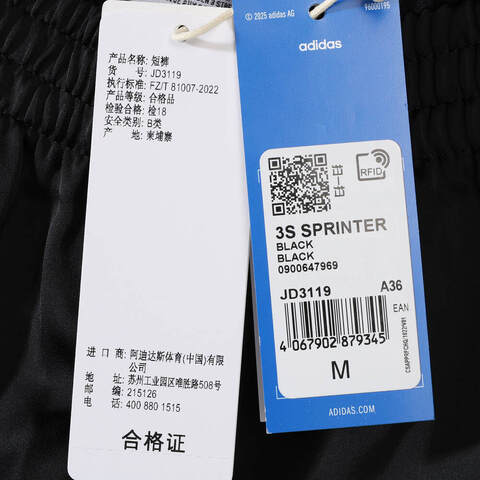 产品名称: 短裤
货 号: JD3119
执行标准: FZ/T 81007-2022
产品等级: 合格品
检验合格: 检18
安全类别: B类
产 地: 柬埔寨
进 口 商: 阿迪达斯体育(中国)有限
公司
地 址: 苏州工业园区唯胜路508号
邮 编: 215126
电 话: 400 880 1515
合格证
© 2025 adidas AG
96000195
adidas
RFID
3S SPRINTER
BLACK
BLACK
0900647969
JD3119 A36
EAN
4 067902 879345
M
ADIDAS.COM